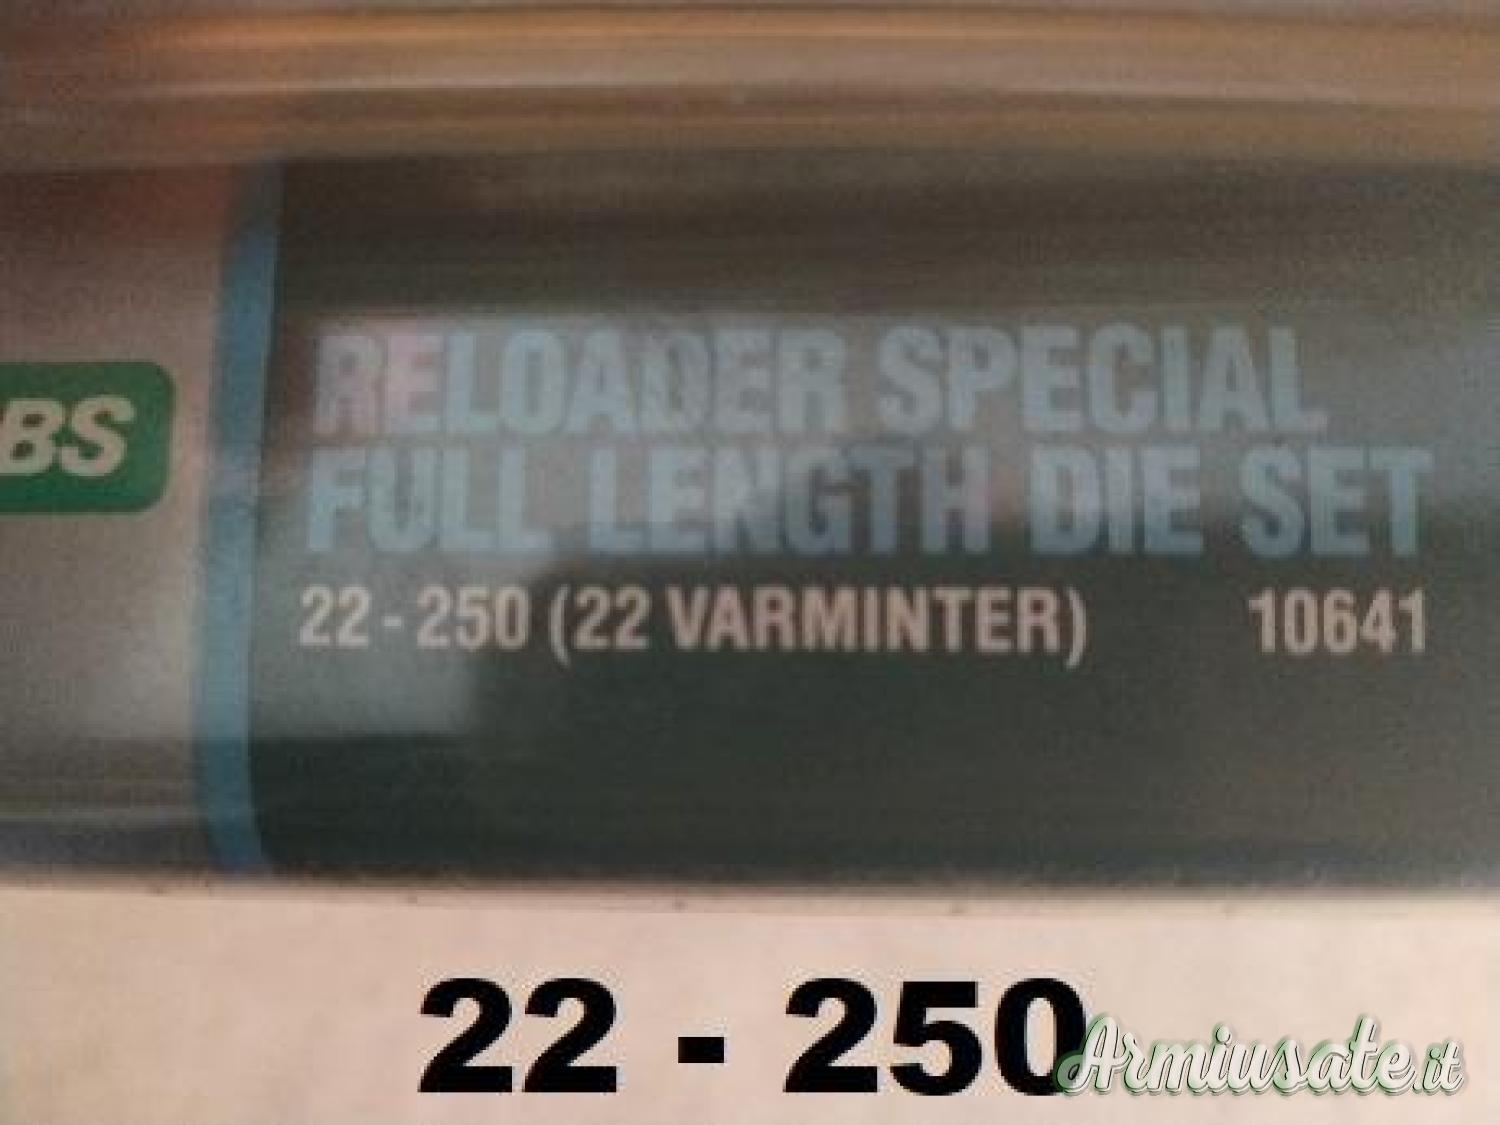 BS
RELOADER SPECIAL
FULL LENGTH DIE SET
22-250 (22 VARMINTER) 10641
22 - 250
Armiusate.it